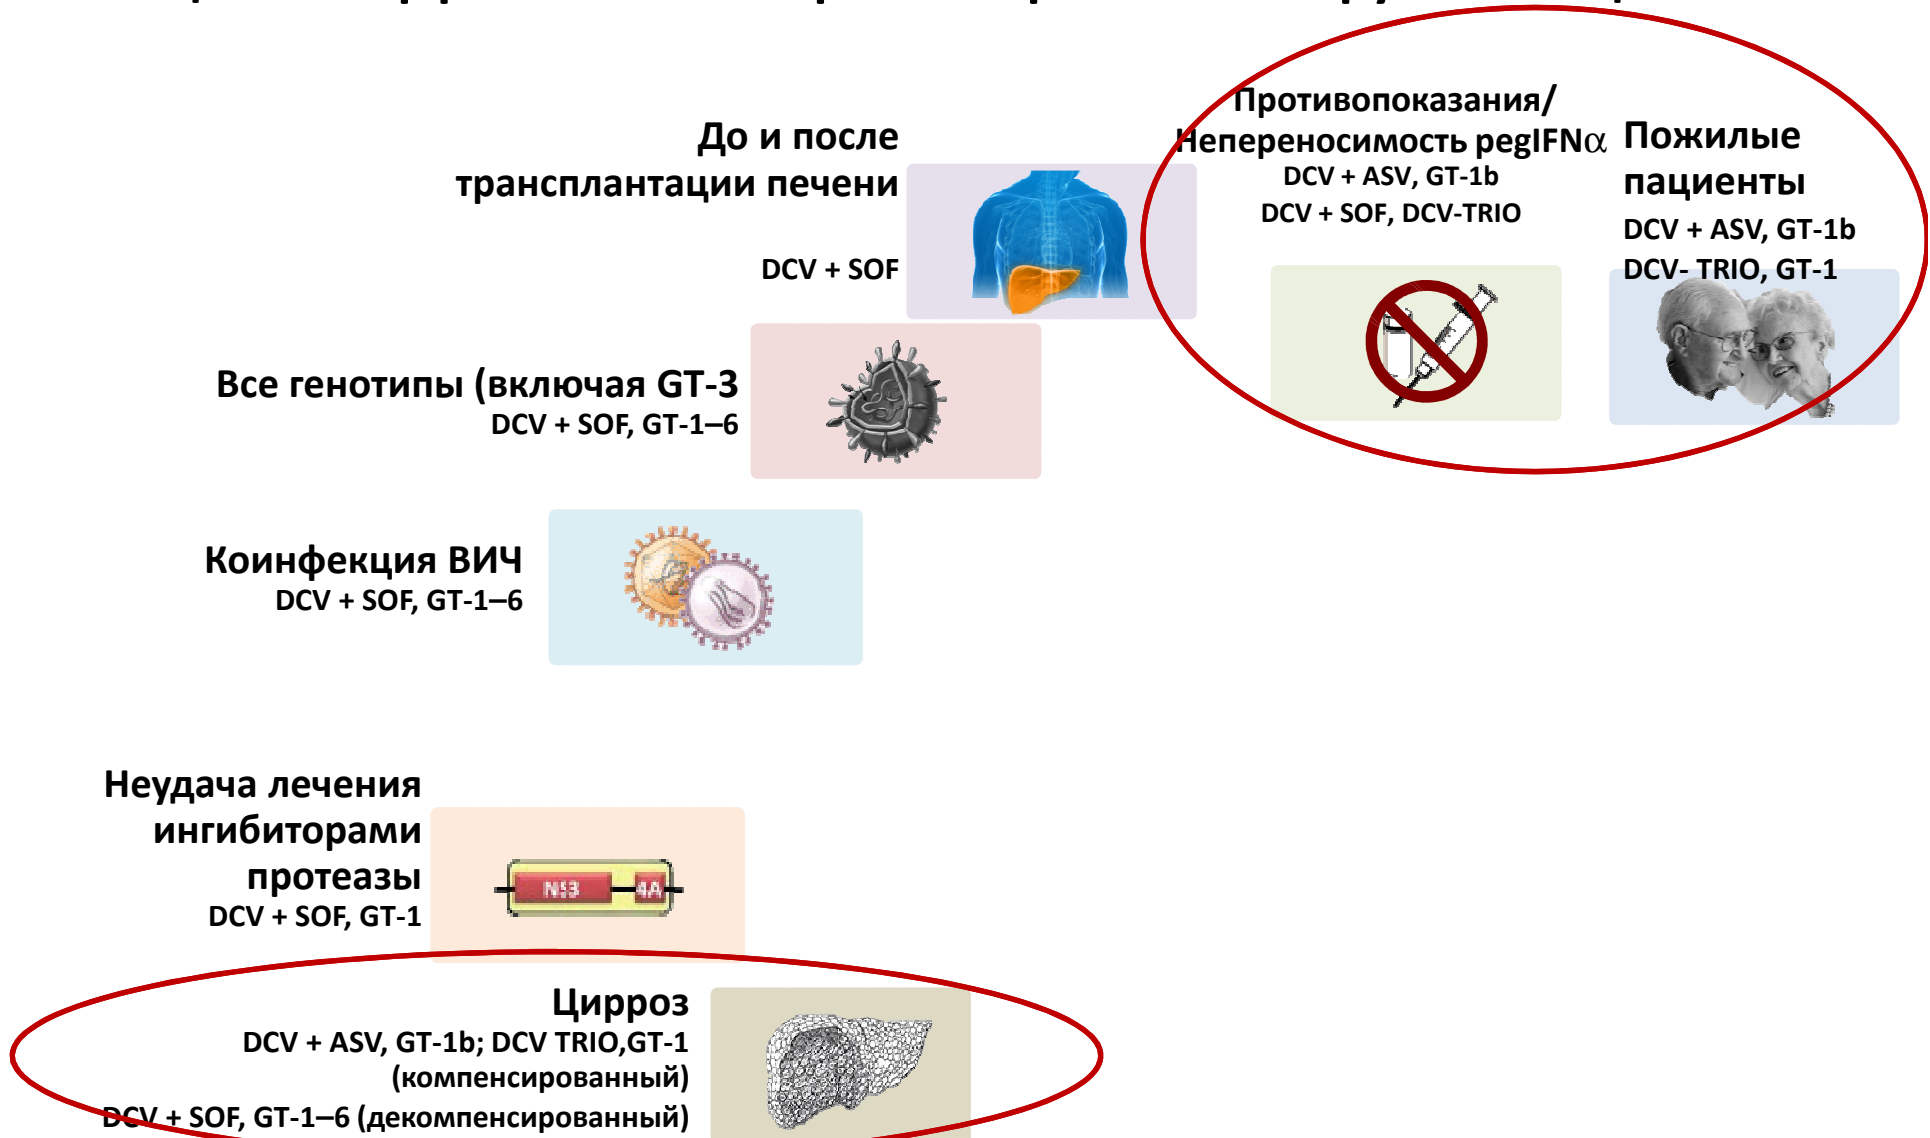 До и после
трансплантации печени
DCV + SOF
Противопоказания/
Непереносимость pegIFNα
DCV + ASV, GT-1b
DCV + SOF, DCV-TRIO
Пожилые
пациенты
DCV + ASV, GT-1b
DCV- TRIO, GT-1
Все генотипы (включая GT-3
DCV + SOF, GT-1–6
Коинфекция ВИЧ
DCV + SOF, GT-1–6
Неудача лечения
ингибиторами
протеазы
DCV + SOF, GT-1
NS3 4A
Цирроз
DCV + ASV, GT-1b; DCV TRIO,GT-1
(компенсированный)
DCV + SOF, GT-1–6 (декомпенсированный)